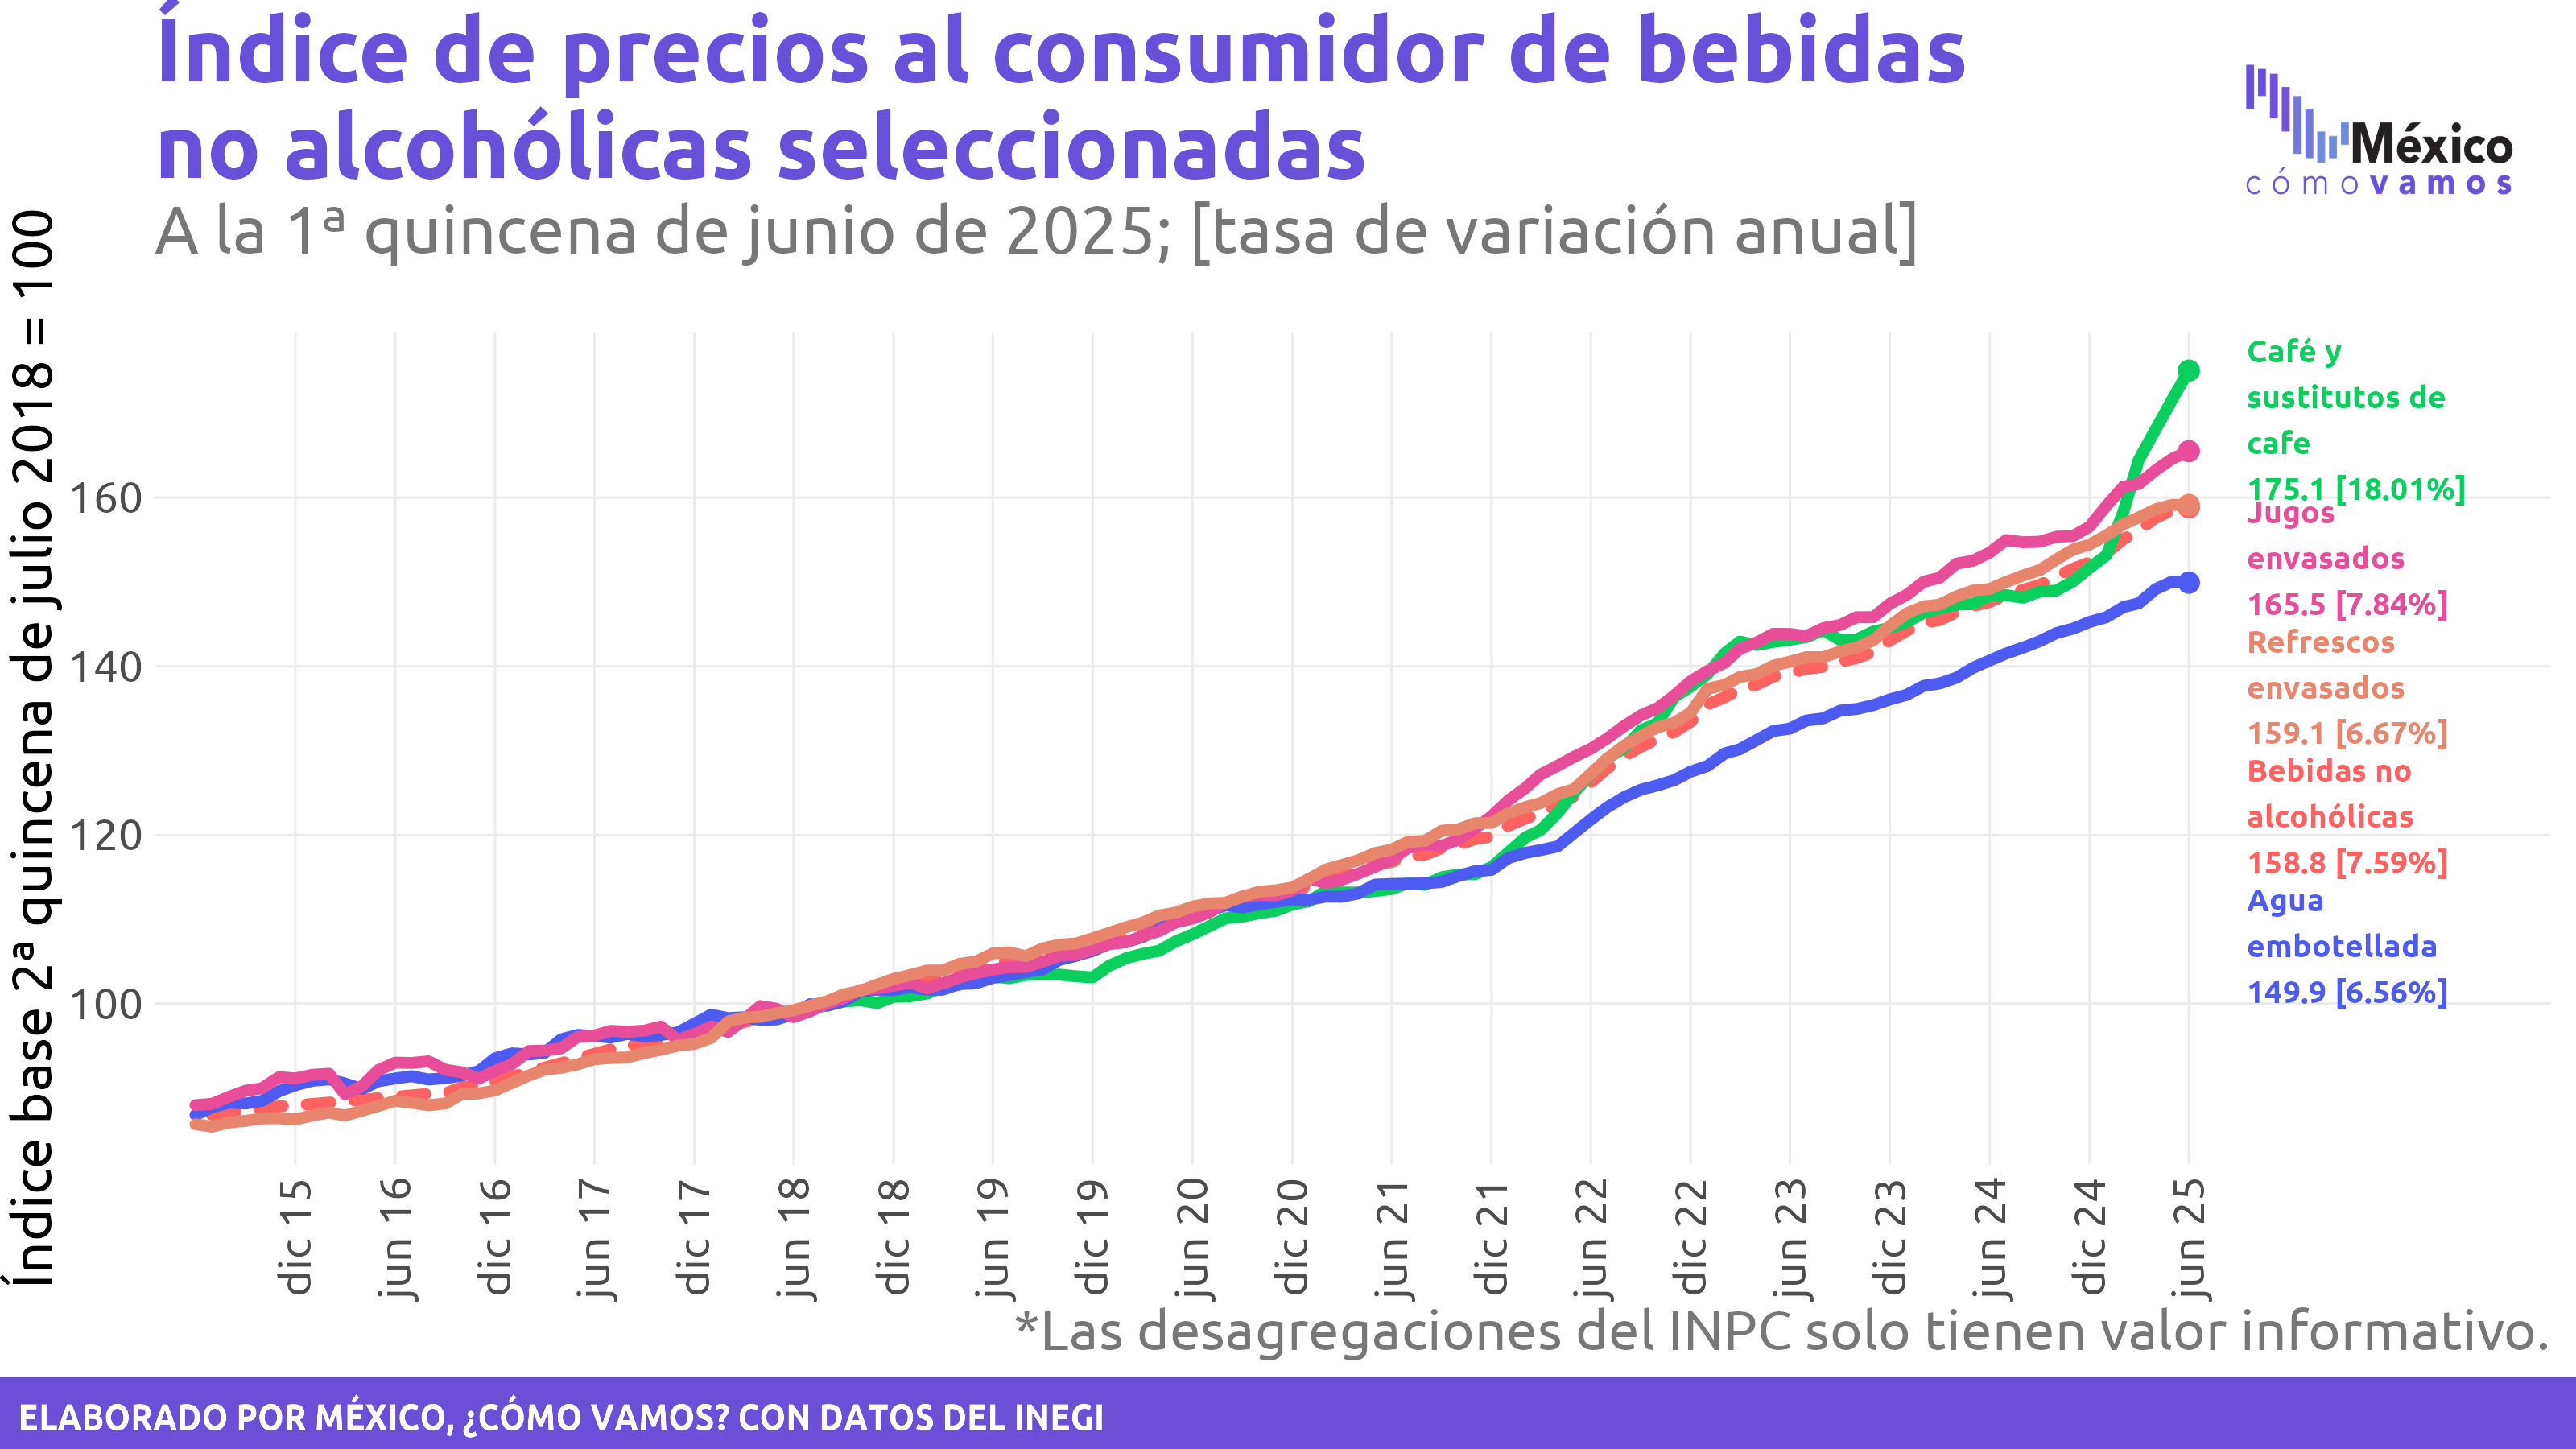 Índice de precios al consumidor de bebidas
no alcohólicas seleccionadas
A la 1ª quincena de junio de 2025; [tasa de variación anual]
México
cómo vamos
Índice base 2ª quincena de julio 2018 = 100
160
140
120
100
Café y
sustitutos de
cafe
175.1 [18.01%]
Jugos
envasados
165.5 [7.84%]
Refrescos
envasados
159.1 [6.67%]
Bebidas no
alcohólicas
158.8 [7.59%]
Agua
embotellada
149.9 [6.56%]
dic 15
jun 16
dic 16
jun 17
dic 17
jun 18
dic 18
jun 19
dic 19
jun 20
dic 20
jun 21
dic 21
jun 22
dic 22
jun 23
dic 23
jun 24
dic 24
jun 25
*Las desagregaciones del INPC solo tienen valor informativo.
ELABORADO POR MÉXICO, ¿CÓMO VAMOS? CON DATOS DEL INEGI